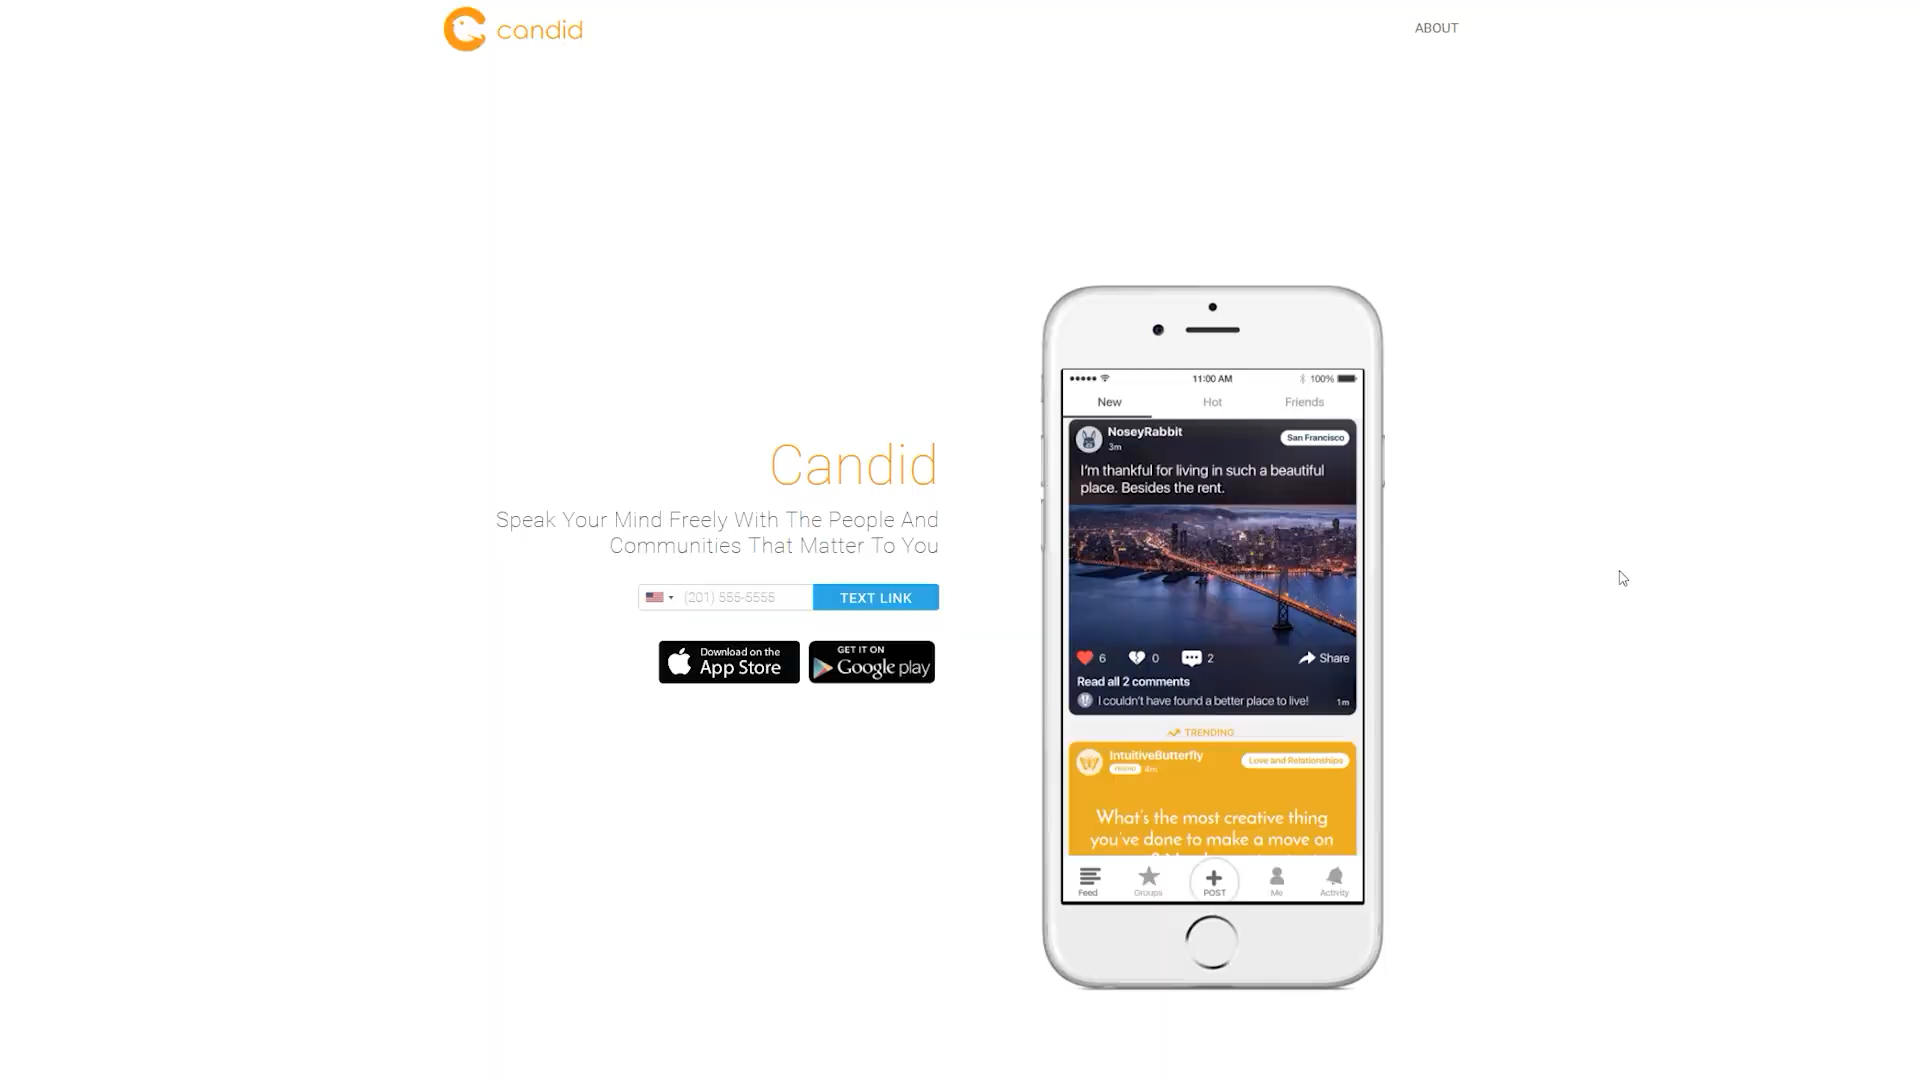 candid
ABOUT
Candid
Speak Your Mind Freely With The People And
Communities That Matter To You
(201) 555-5555
TEXT LINK
Download on the
App Store
GET IT ON
Google play
11:00 AM
100%
New
Hot
Friends
NoseyRabbit
3m
San Francisco
I'm thankful for living in such a beautiful
place. Besides the rent.
6
0
2
Share
Read all 2 comments
I couldn't have found a better place to live!
1m
TRENDING
IntuitiveButterfly
FRIEND
4m
Love and Relationships
What's the most creative thing
you've done to make a move on
Feed
Groups
POST
Me
Activity